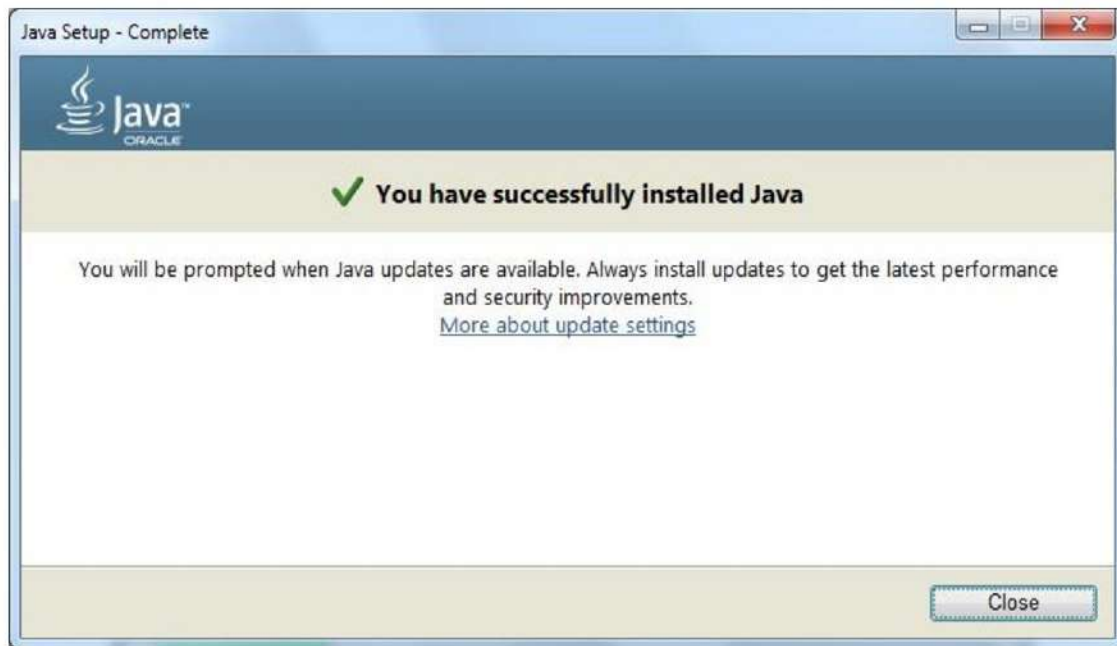 Java Setup - Complete
Java™
ORACLE
You have successfully installed Java
You will be prompted when Java updates are available. Always install updates to get the latest performance
and security improvements.
More about update settings
Close